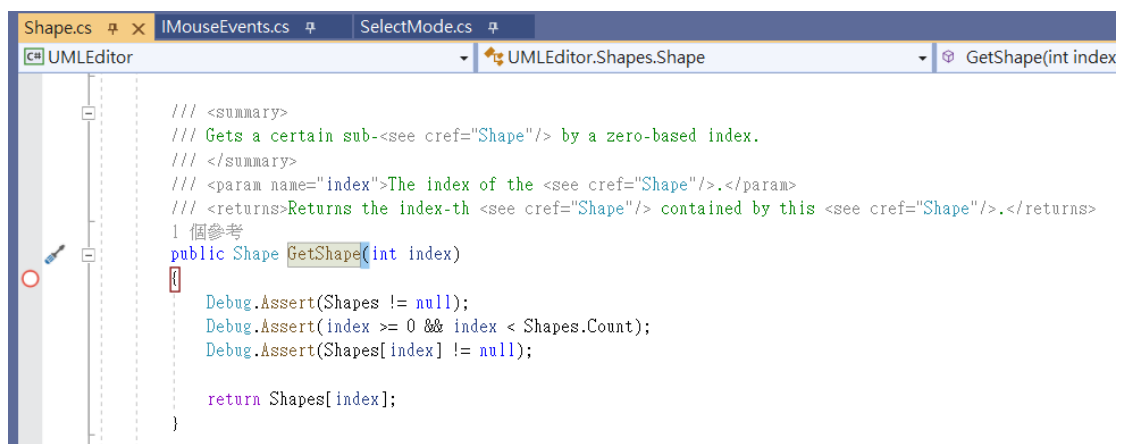 Shape.cs IMouseEvents.cs SelectMode.cs
C# UMLEditor UMLEditor.Shapes.Shape GetShape(int index
/// <summary>
/// Gets a certain sub-<see cref="Shape"/> by a zero-based index.
/// </summary>
/// <param name="index">The index of the <see cref="Shape"/>.</param>
/// <returns>Returns the index-th <see cref="Shape"/> contained by this <see cref="Shape"/>.</returns>
1 個參考
public Shape GetShape(int index)
{
Debug.Assert(Shapes != null);
Debug.Assert(index >= 0 && index < Shapes.Count);
Debug.Assert(Shapes[index] != null);
return Shapes[index];
}